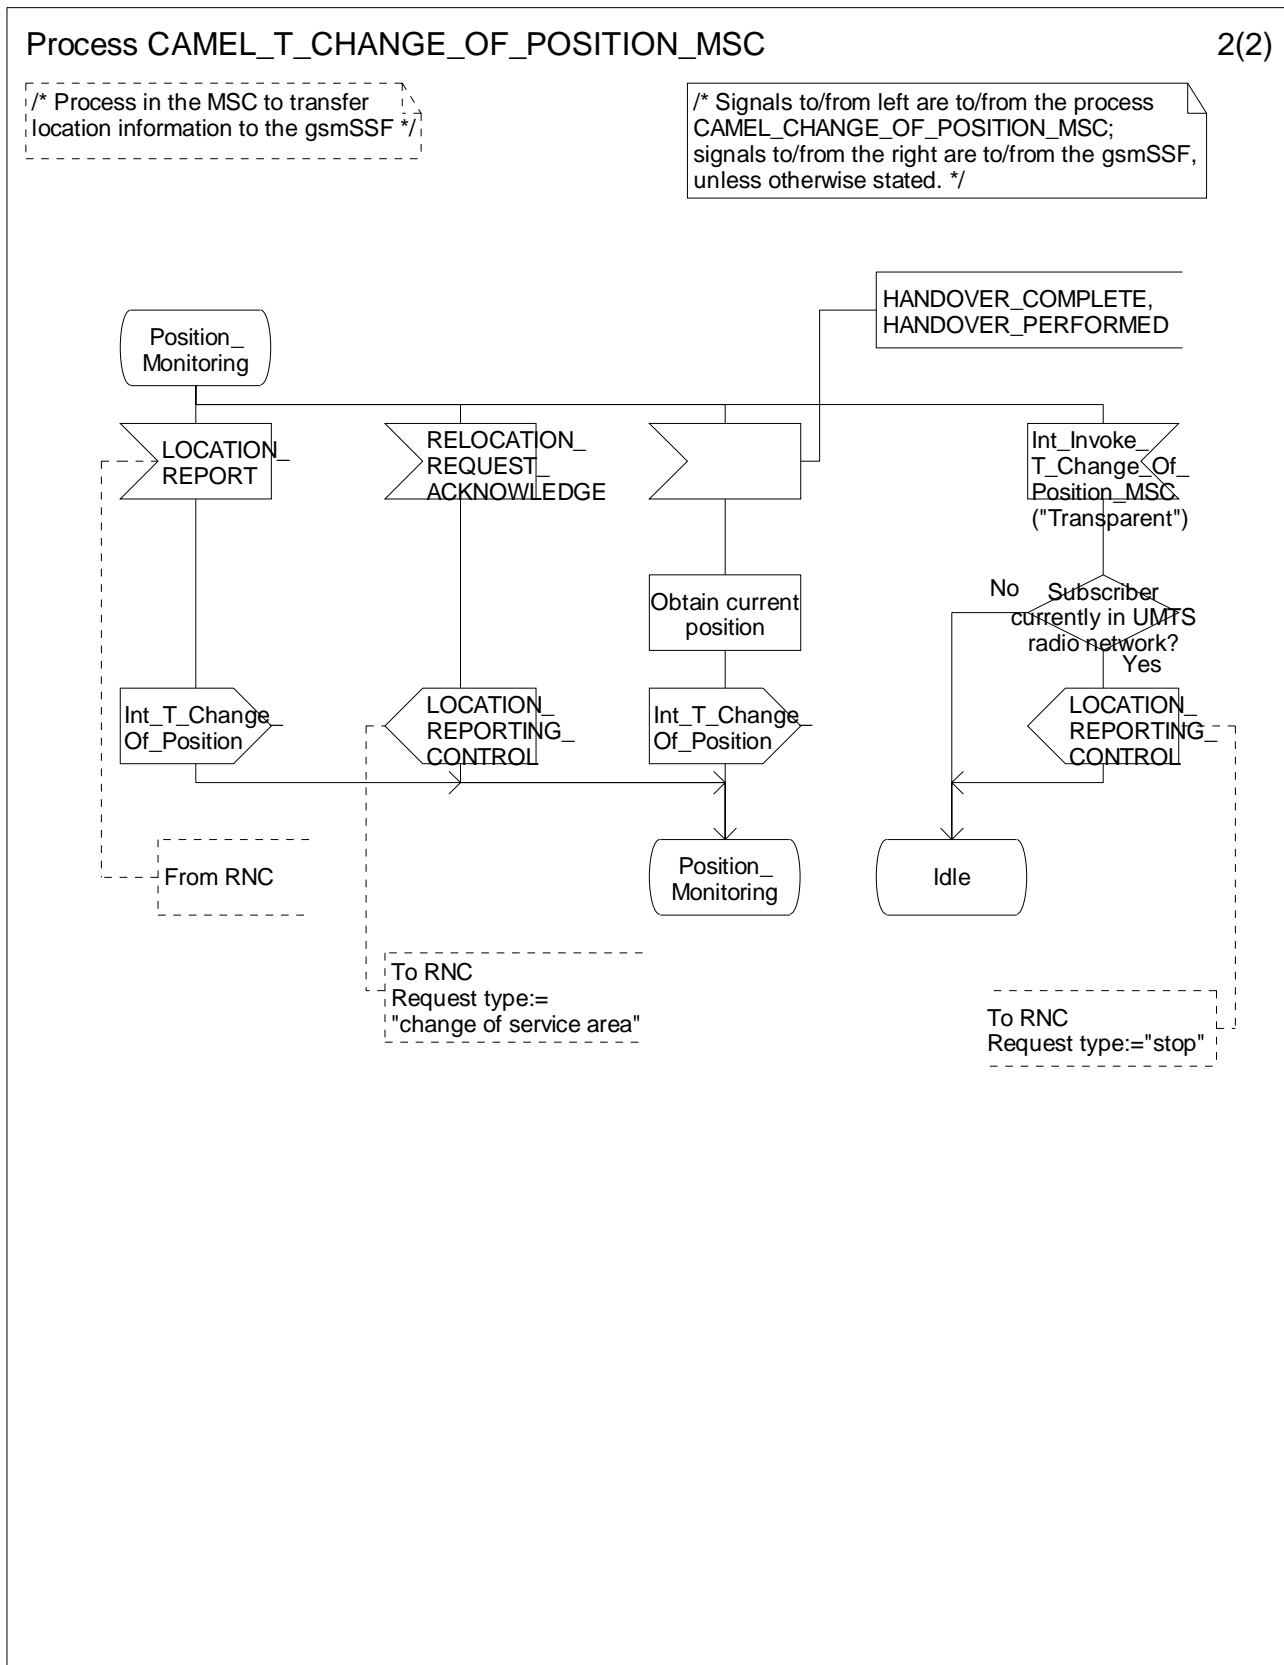 Process CAMEL_T_CHANGE_OF_POSITION_MSC
2(2)
/* Process in the MSC to transfer
location information to the gsmSSF */
/* Signals to/from left are to/from the process
CAMEL_CHANGE_OF_POSITION_MSC;
signals to/from the right are to/from the gsmSSF,
unless otherwise stated. */
HANDOVER_COMPLETE,
HANDOVER_PERFORMED
Position_
Monitoring
LOCATION_
REPORT
RELOCATION_
REQUEST_
ACKNOWLEDGE
Int_Invoke_
T_Change_Of_
Position_MSC
("Transparent")
Obtain current
position
No
Subscriber
currently in UMTS
radio network?
Yes
Int_T_Change_
Of_Position
LOCATION_
REPORTING_
CONTROL
Int_T_Change_
Of_Position
LOCATION_
REPORTING_
CONTROL
From RNC
Position_
Monitoring
Idle
To RNC
Request type:=
"change of service area"
To RNC
Request type:="stop"